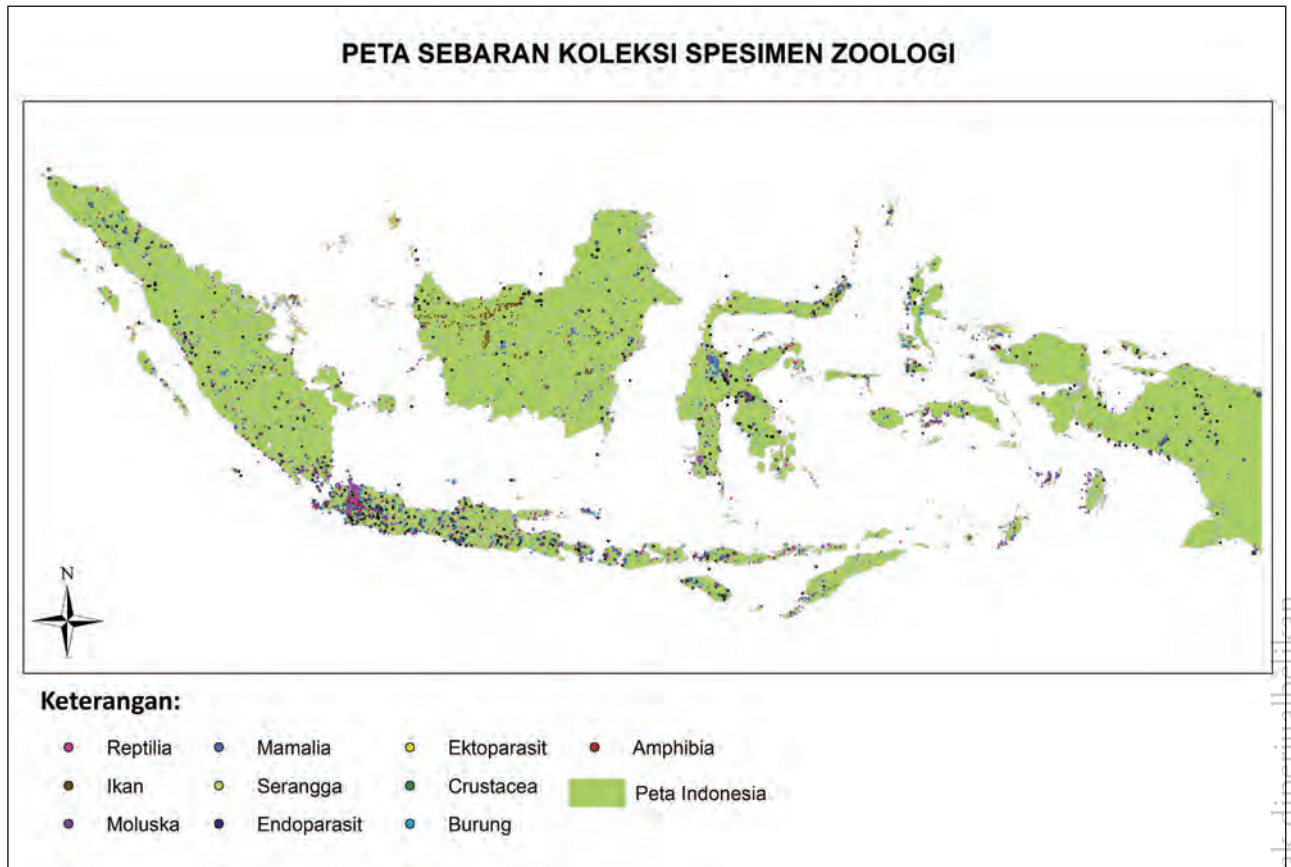 PETA SEBARAN KOLEKSI SPESIMEN ZOOLOGI
N
Keterangan:
Reptilia
Mamalia
Ektoparasit
Amphibia
Ikan
Serangga
Crustacea
Peta Indonesia
Moluska
Endoparasit
Burung